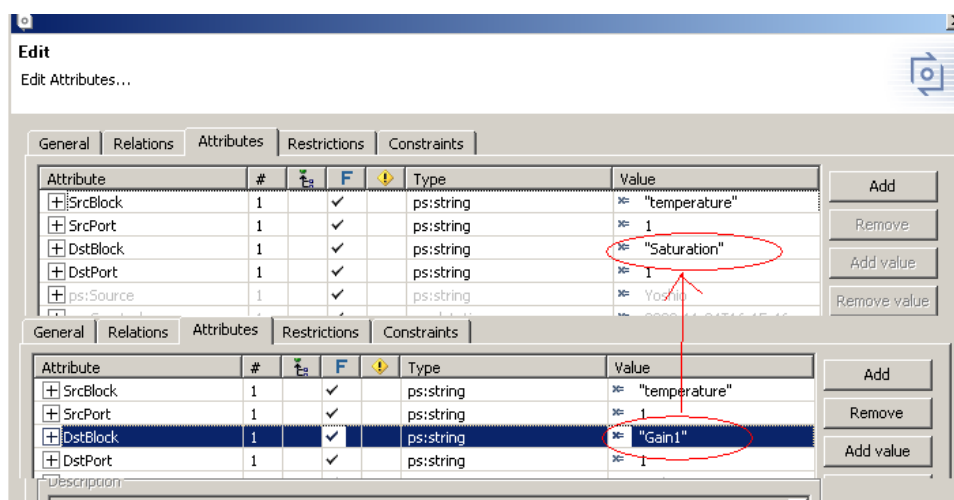 Edit
Edit Attributes...
General Relations Attributes Restrictions Constraints
Attribute # F Type Value
SrcBlock 1 ps:string "temperature" Add
SrcPort 1 ps:string 1 Remove
DstBlock 1 ps:string "Saturation"
DstPort 1 ps:string 1 Add value
ps:Source 1 ps:string Yoshio Remove value
General Relations Attributes Restrictions Constraints
Attribute # F Type Value
SrcBlock 1 ps:string "temperature" Add
SrcPort 1 ps:string 1 Remove
DstBlock 1 ps:string "Gain1"
DstPort 1 ps:string 1 Add value
Description